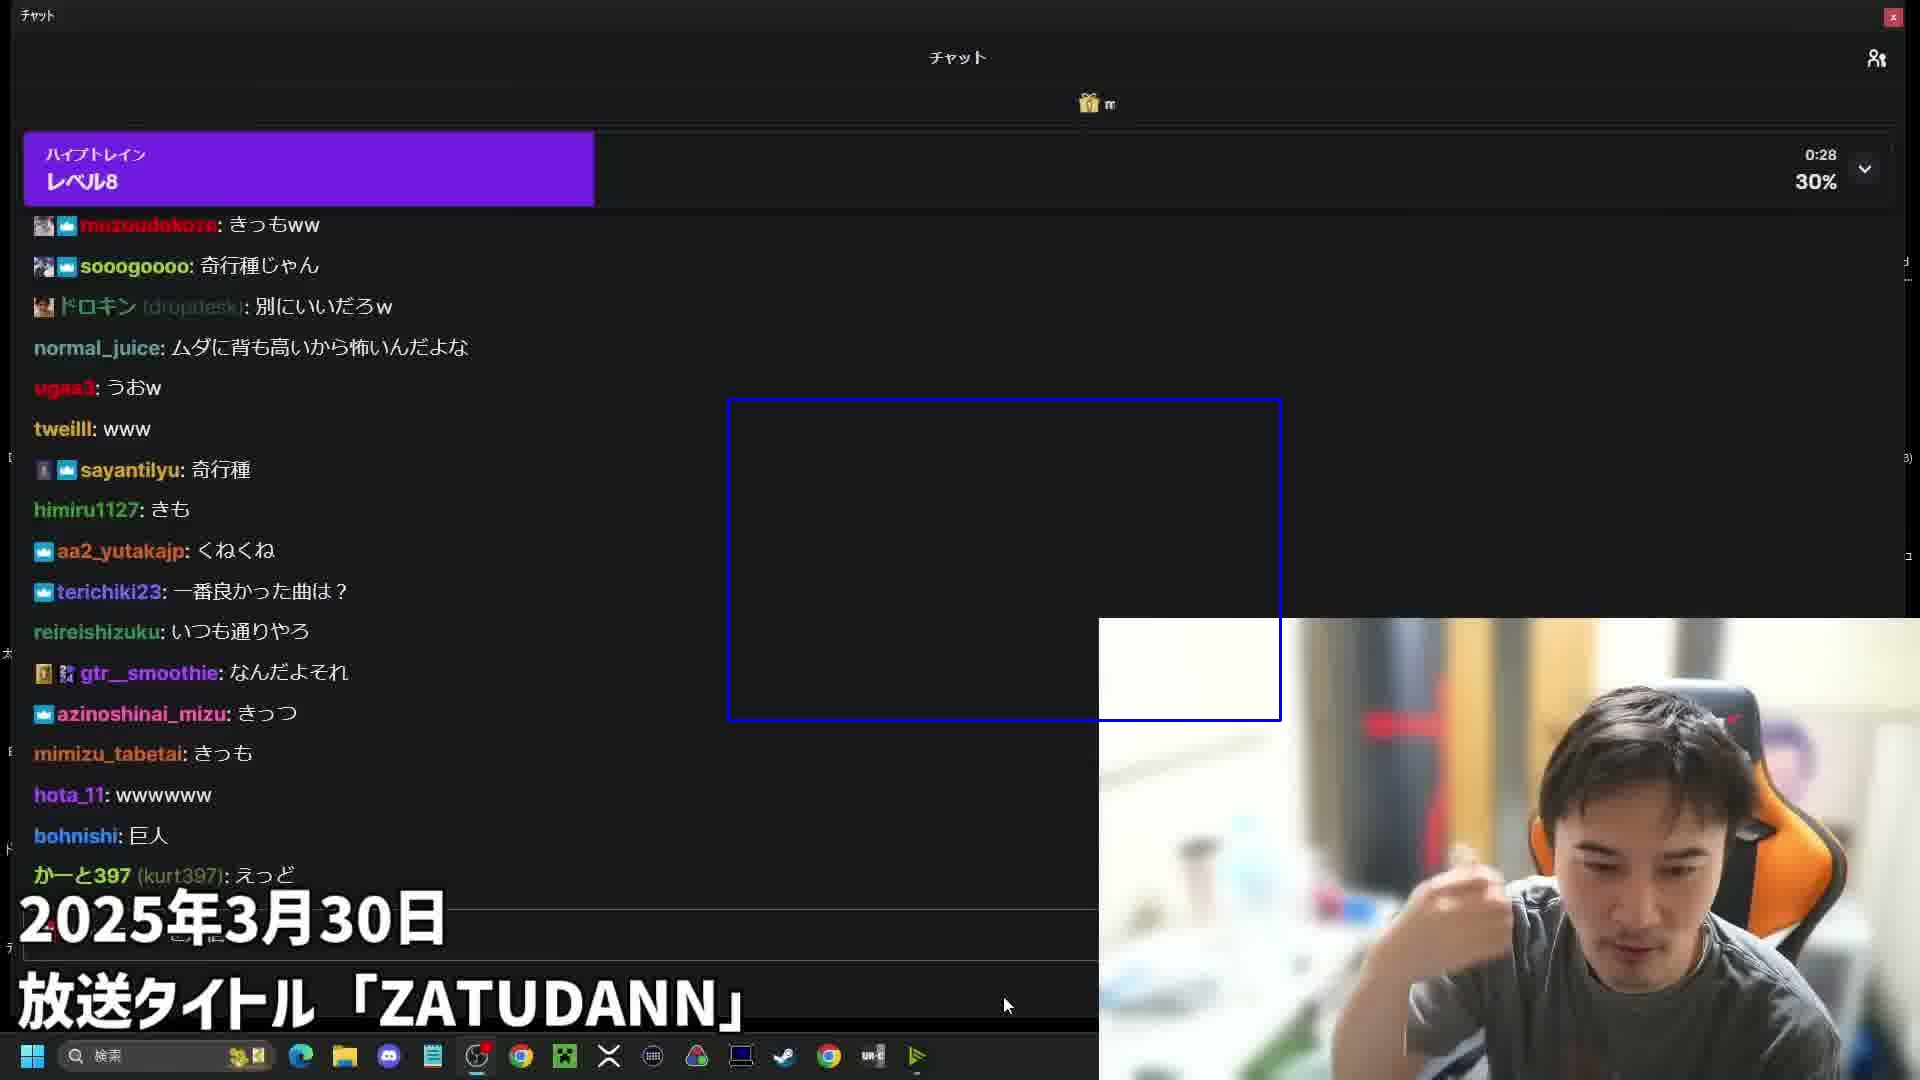 チャット
チャット
m
ハイプトレイン
レベル8
0:28
30%
muzoudokoze: きっもww
sooogoooo: 奇行種じゃん
ドロキン (dropdesk): 別にいいだろw
normal_juice: ムダに背も高いから怖いんだよな
ugaa3: うおw
tweilll: www
sayantilyu: 奇行種
himiru1127: きも
aa2_yutakajp: くねくね
terichiki23: 一番良かった曲は？
reireishizuku: いつも通りやろ
gtr__smoothie: なんだよそれ
azinoshinai_mizu: きっつ
mimizu_tabetai: きっも
hota_11: wwwwww
bohnishi: 巨人
かーと397 (kurt397): えっど
2025年3月30日
放送タイトル「ZATUDANN」
検索
UR-C